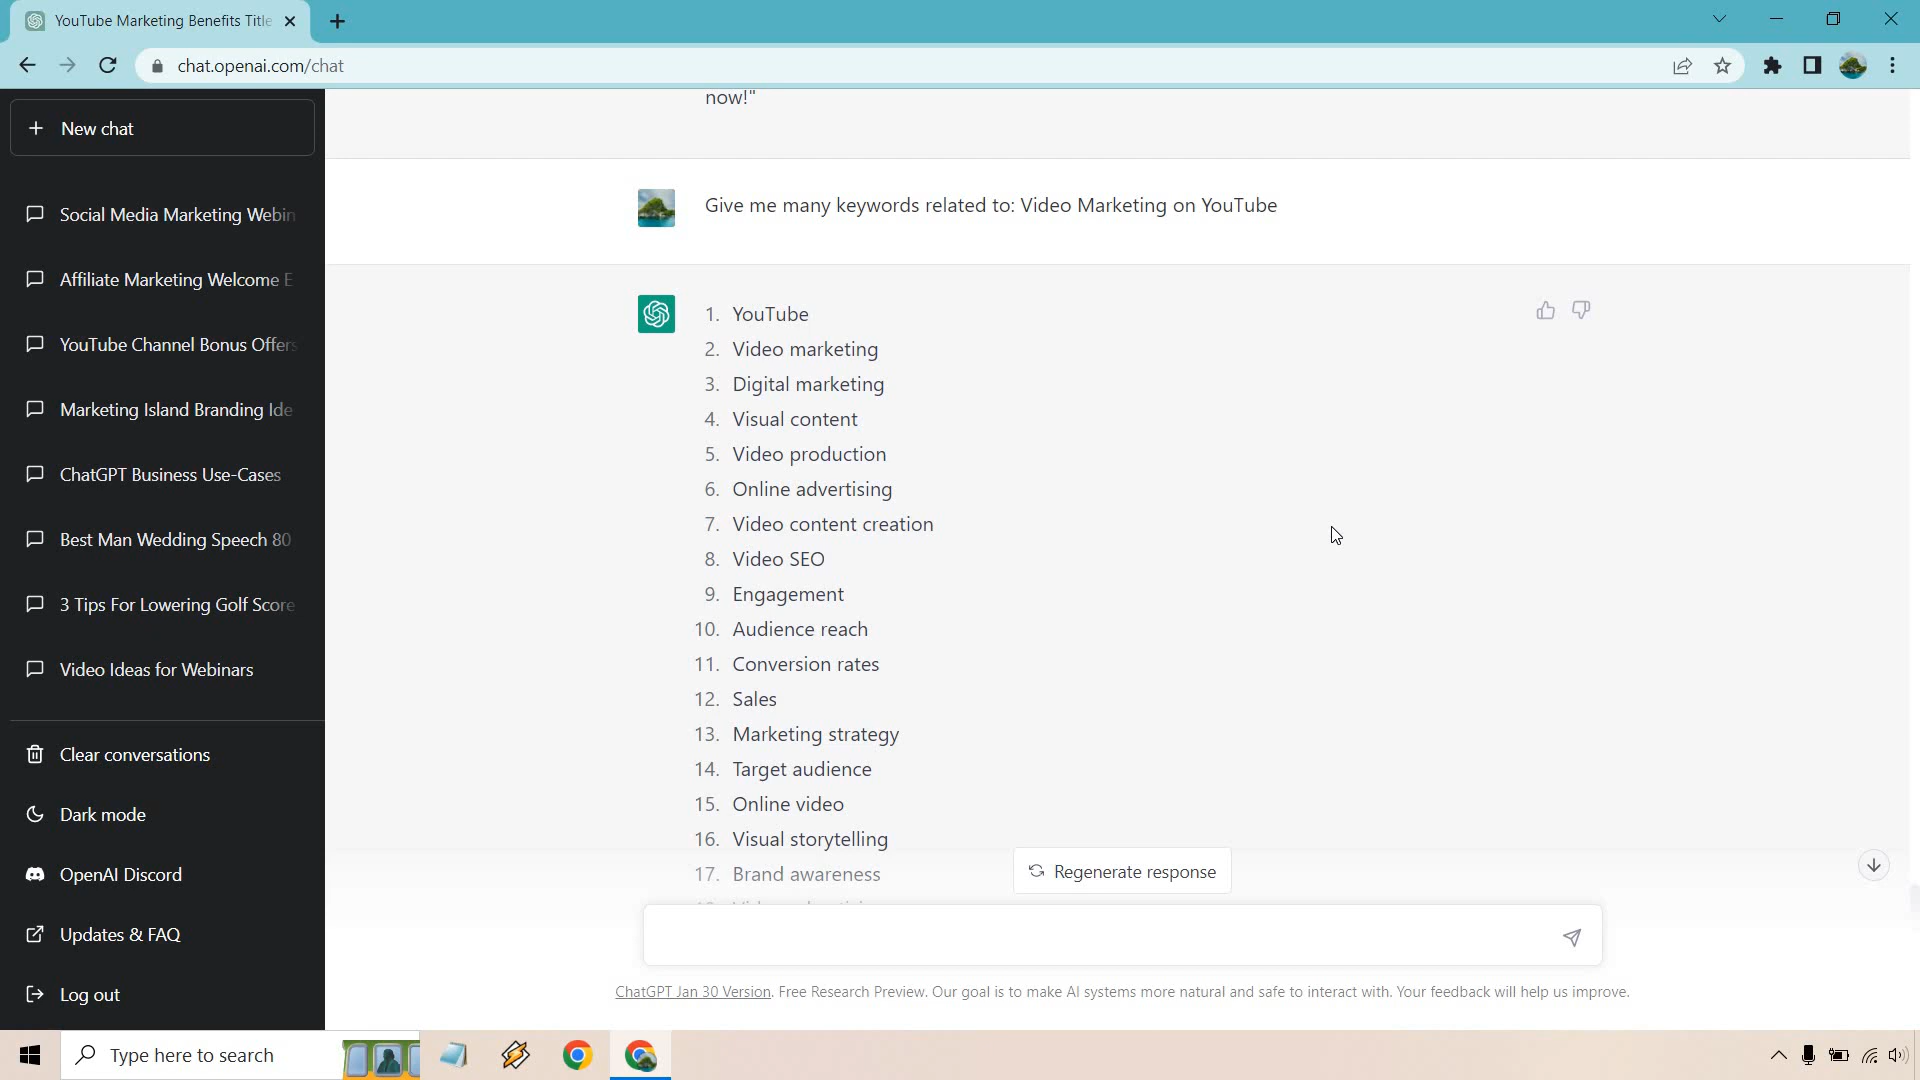 YouTube Marketing Benefits Title
chat.openai.com/chat
New chat
Social Media Marketing Webin
Affiliate Marketing Welcome E
YouTube Channel Bonus Offers
Marketing Island Branding Ide
ChatGPT Business Use-Cases
Best Man Wedding Speech 80
3 Tips For Lowering Golf Score
Video Ideas for Webinars
Clear conversations
Dark mode
OpenAI Discord
Updates & FAQ
Log out
now!"
Give me many keywords related to: Video Marketing on YouTube
1. YouTube
2. Video marketing
3. Digital marketing
4. Visual content
5. Video production
6. Online advertising
7. Video content creation
8. Video SEO
9. Engagement
10. Audience reach
11. Conversion rates
12. Sales
13. Marketing strategy
14. Target audience
15. Online video
16. Visual storytelling
17. Brand awareness
Regenerate response
ChatGPT Jan 30 Version. Free Research Preview. Our goal is to make AI systems more natural and safe to interact with. Your feedback will help us improve.
Type here to search